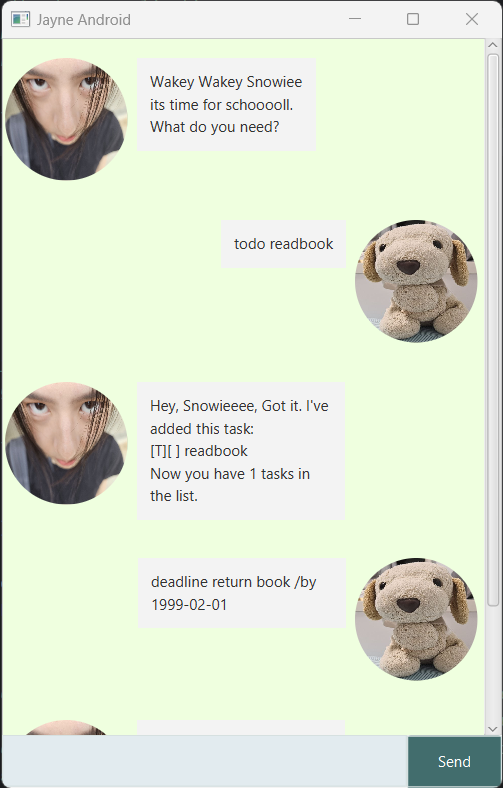 Jayne Android
Wakey Wakey Snowiee
its time for schooooll.
What do you need?
todo readbook
Hey, Snowieeee, Got it. I've
added this task:
[T][ ] readbook
Now you have 1 tasks in
the list.
deadline return book /by
1999-02-01
Send